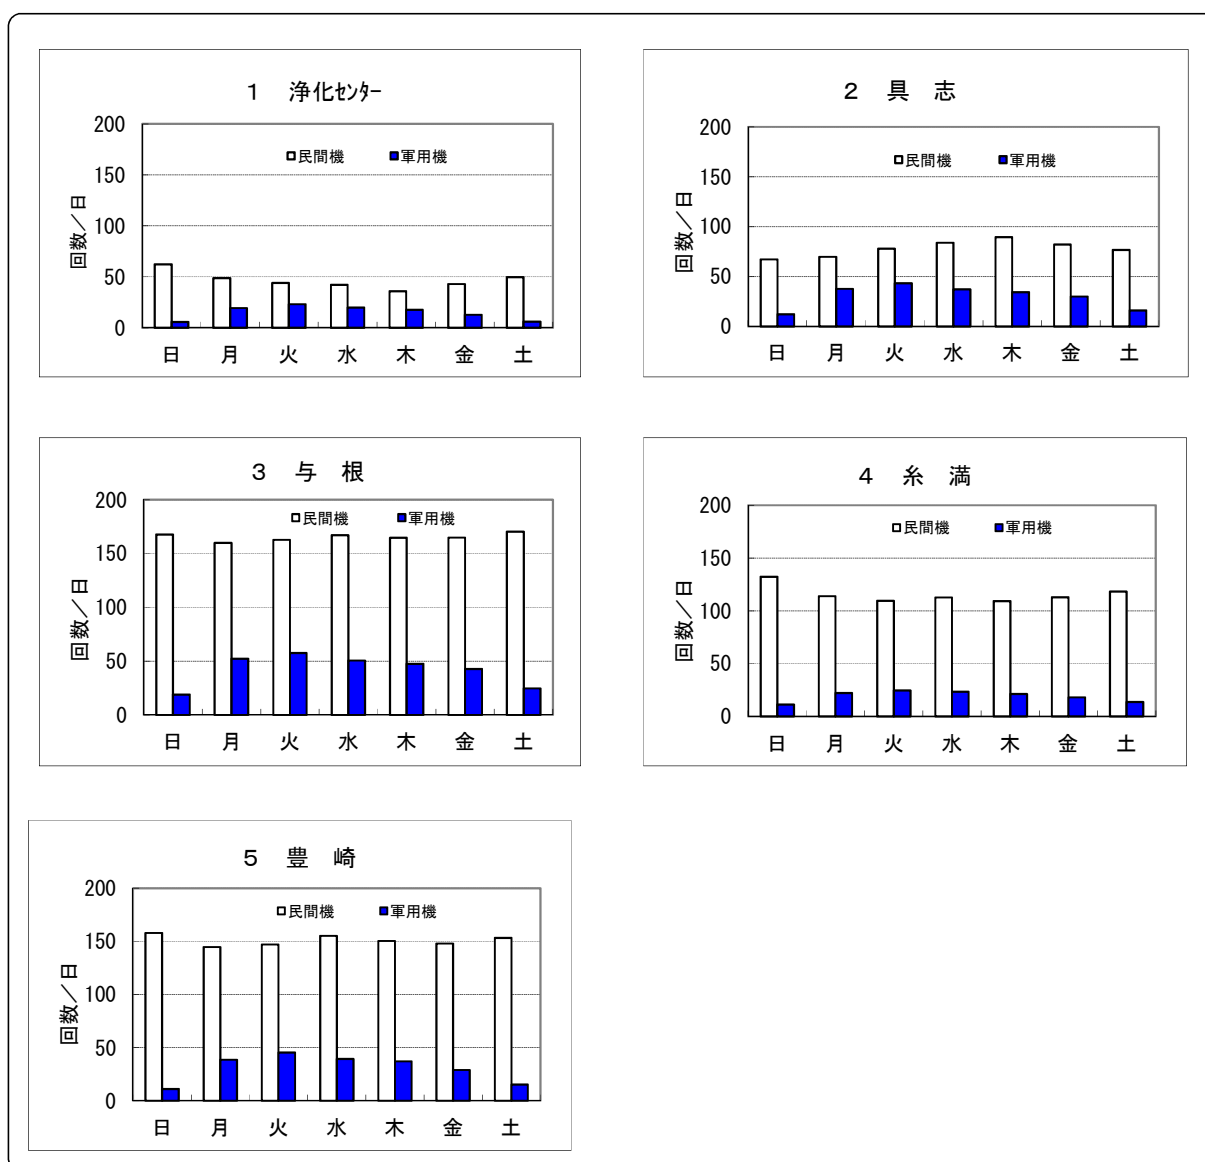 1 浄化センター
200
150
100
50
0
回数／日
民間機 軍用機
日 月 火 水 木 金 土
2 具 志
200
150
100
50
0
回数／日
民間機 軍用機
日 月 火 水 木 金 土
3 与 根
200
150
100
50
0
回数／日
民間機 軍用機
日 月 火 水 木 金 土
4 糸 満
200
150
100
50
0
回数／日
民間機 軍用機
日 月 火 水 木 金 土
5 豊 崎
200
150
100
50
0
回数／日
民間機 軍用機
日 月 火 水 木 金 土